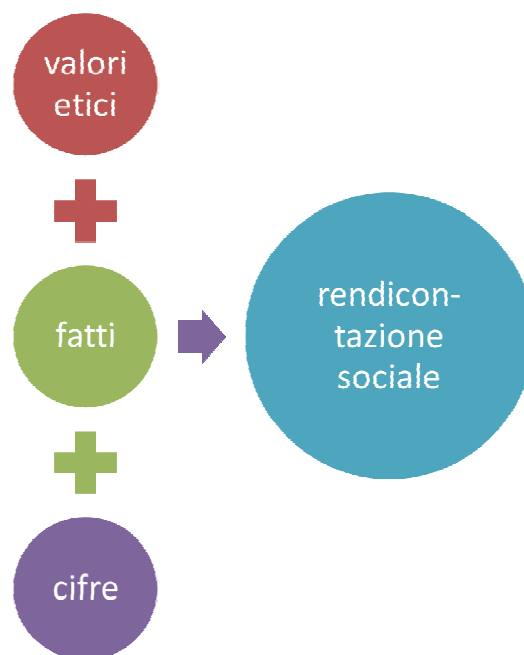 valori
etici
fatti
cifre
rendicon-
tazione
sociale